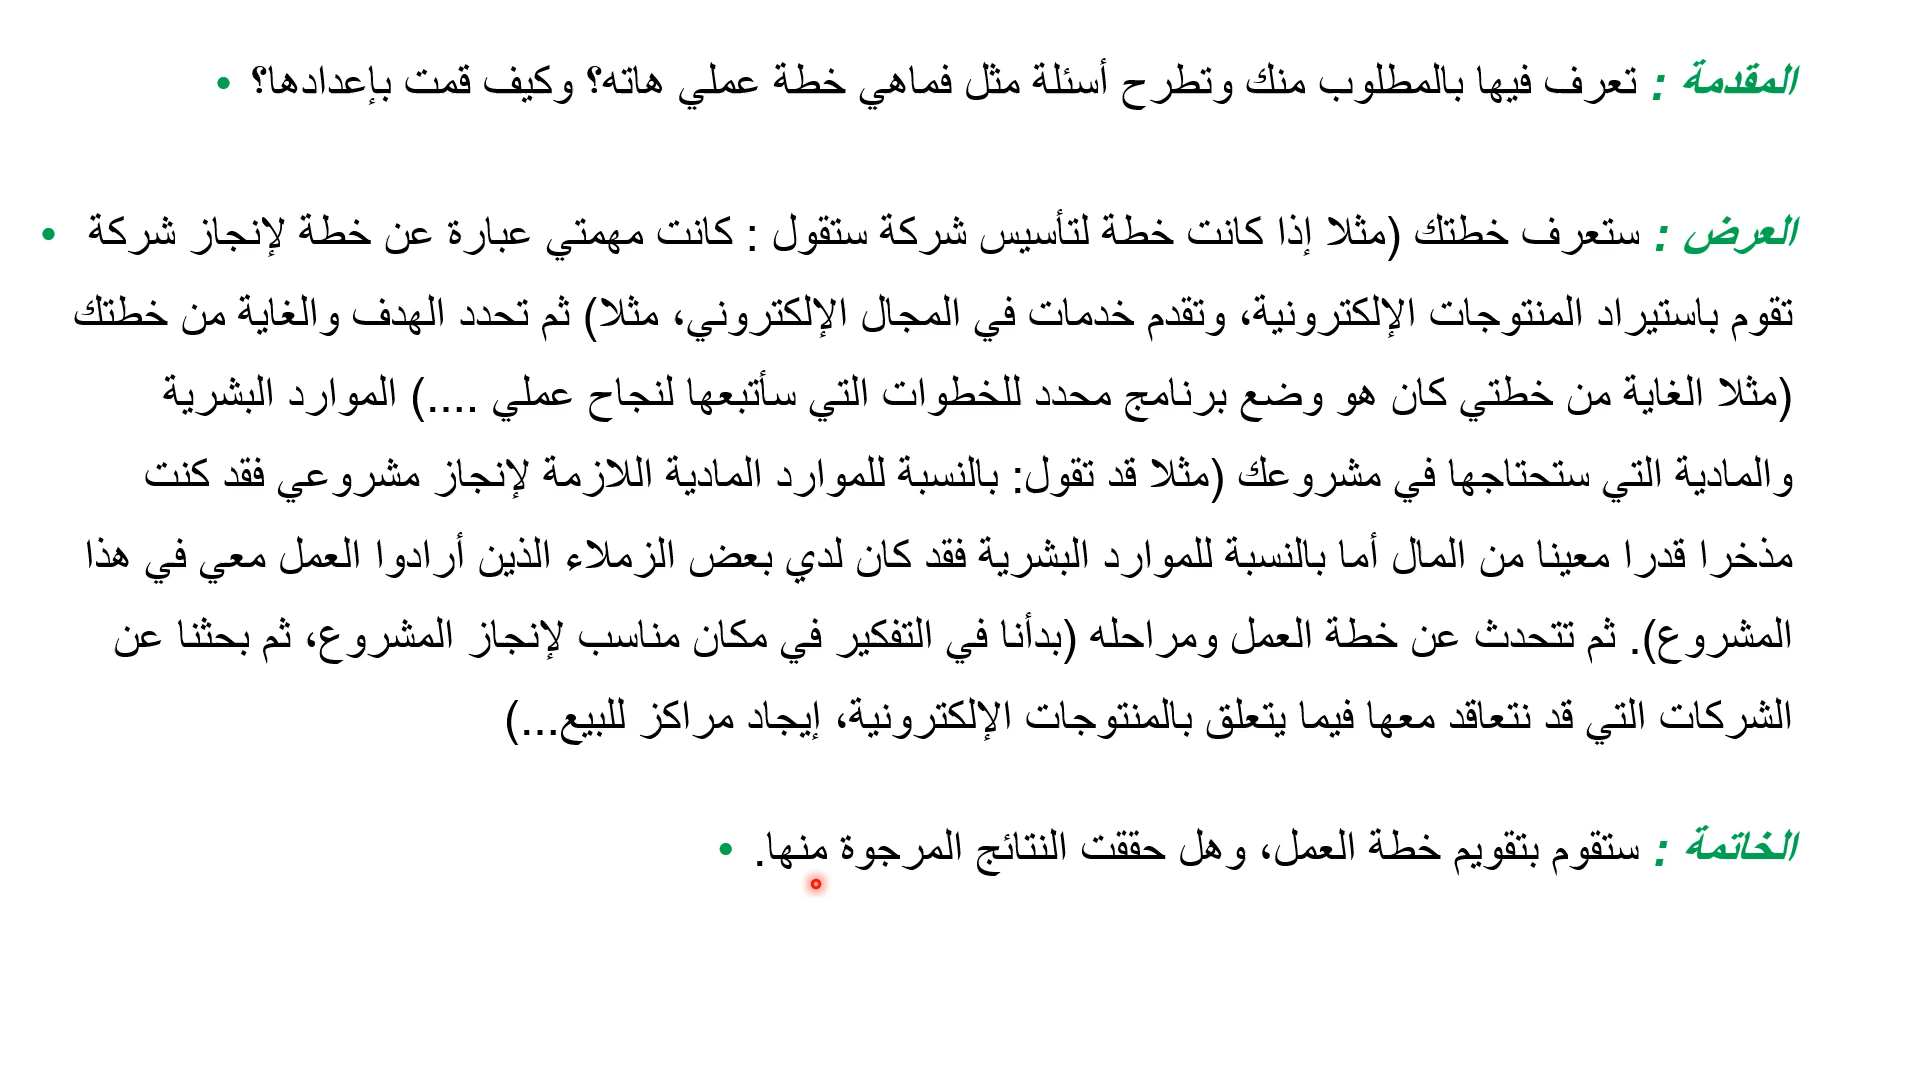 المقدمة : تعرف فيها بالمطلوب منك وتطرح أسئلة مثل فماهي خطة عملي هاته؟ وكيف قمت بإعدادها؟ •
العرض : ستعرف خطتك (مثلا إذا كانت خطة لتأسيس شركة ستقول : كانت مهمتي عبارة عن خطة لإنجاز شركة •
تقوم باستيراد المنتوجات الإلكترونية، وتقدم خدمات في المجال الإلكتروني، مثلا) ثم تحدد الهدف والغاية من خطتك
(مثلا الغاية من خطتي كان هو وضع برنامج محدد للخطوات التي سأتبعها لنجاح عملي ....) الموارد البشرية
والمادية التي ستحتاجها في مشروعك (مثلا قد تقول: بالنسبة للموارد المادية اللازمة لإنجاز مشروعي فقد كنت
مذخرا قدرا معينا من المال أما بالنسبة للموارد البشرية فقد كان لدي بعض الزملاء الذين أرادوا العمل معي في هذا
المشروع). ثم تتحدث عن خطة العمل ومراحله (بدأنا في التفكير في مكان مناسب لإنجاز المشروع، ثم بحثنا عن
الشركات التي قد نتعاقد معها فيما يتعلق بالمنتوجات الإلكترونية، إيجاد مراكز للبيع...)
الخاتمة : ستقوم بتقويم خطة العمل، وهل حققت النتائج المرجوة منها. •